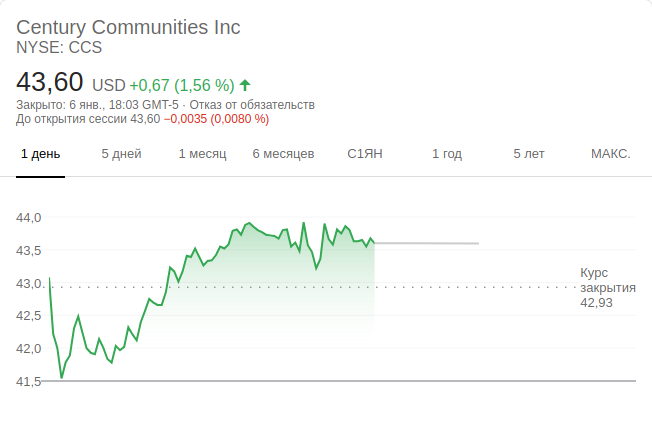 Century Communities Inc
NYSE: CCS
43,60 USD +0,67 (1,56 %)
Закрыто: 6 янв., 18:03 GMT-5 · Отказ от обязательств
До открытия сессии 43,60 −0,0035 (0,0080 %)
1 день 5 дней 1 месяц 6 месяцев С1ЯН 1 год 5 лет МАКС.
44,0
43,5
43,0
42,5
42,0
41,5
Курс
закрытия
42,93